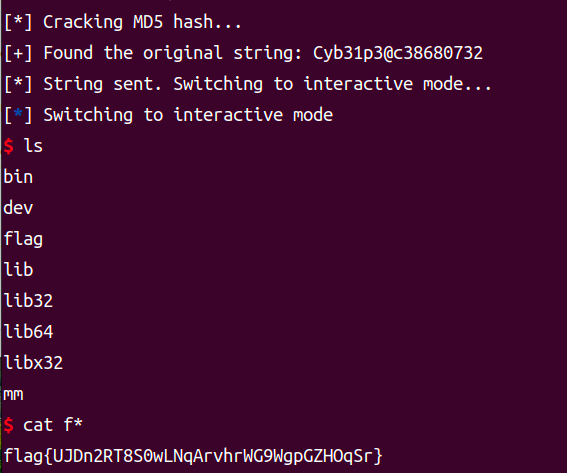 [*] Cracking MD5 hash...
[+] Found the original string: Cyb31p3@c38680732
[*] String sent. Switching to interactive mode...
[*] Switching to interactive mode
$ ls
bin
dev
flag
lib
lib32
lib64
libx32
mm
$ cat f*
flag{UJDn2RT8S0wLNqArvhrWG9WgpGZHOqSr}